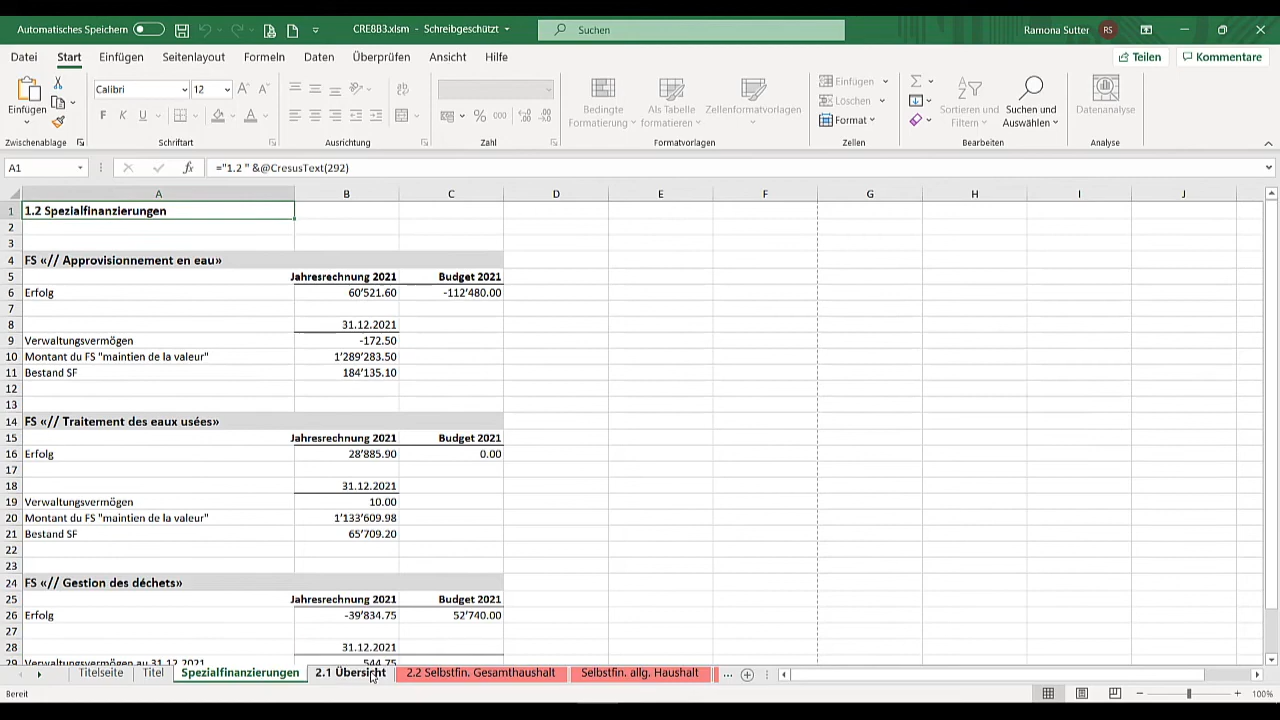 Automatisches Speichern
CRE8B3.xlsm - Schreibgeschützt
Suchen
Ramona Sutter RS
Datei Start Einfügen Seitenlayout Formeln Daten Überprüfen Ansicht Hilfe Teilen Kommentare
Calibri 12
Einfügen
F K U
Bedingte Formatierung
Als Tabelle formatieren
Zellenformatvorlagen
Einfügen
Löschen
Format
Sortieren und Filtern
Suchen und Auswählen
Datenanalyse
Zwischenablage Schriftart Ausrichtung Zahl Formatvorlagen Zellen Bearbeiten Analyse
A1 fx ="1.2 " &@CresusText(292)
A B C D E F G H I J
1 1.2 Spezialfinanzierungen
2
3
4 FS «// Approvisionnement en eau»
5 Jahresrechnung 2021 Budget 2021
6 Erfolg 60’521.60 -112’480.00
7
8 31.12.2021
9 Verwaltungsvermögen -172.50
10 Montant du FS "maintien de la valeur" 1’289’283.50
11 Bestand SF 184’135.10
12
13
14 FS «// Traitement des eaux usées»
15 Jahresrechnung 2021 Budget 2021
16 Erfolg 28’885.90 0.00
17
18 31.12.2021
19 Verwaltungsvermögen 10.00
20 Montant du FS "maintien de la valeur" 1’133’609.98
21 Bestand SF 65’709.20
22
23
24 FS «// Gestion des déchets»
25 Jahresrechnung 2021 Budget 2021
26 Erfolg -39’834.75 52’740.00
27
28 31.12.2021
29 Verwaltungsvermögen au 31.12.2021 544.75
Titelseite Titel Spezialfinanzierungen 2.1 Übersicht 2.2 Selbstfin. Gesamthaushalt Selbstfin. allg. Haushalt ...
Bereit 100%